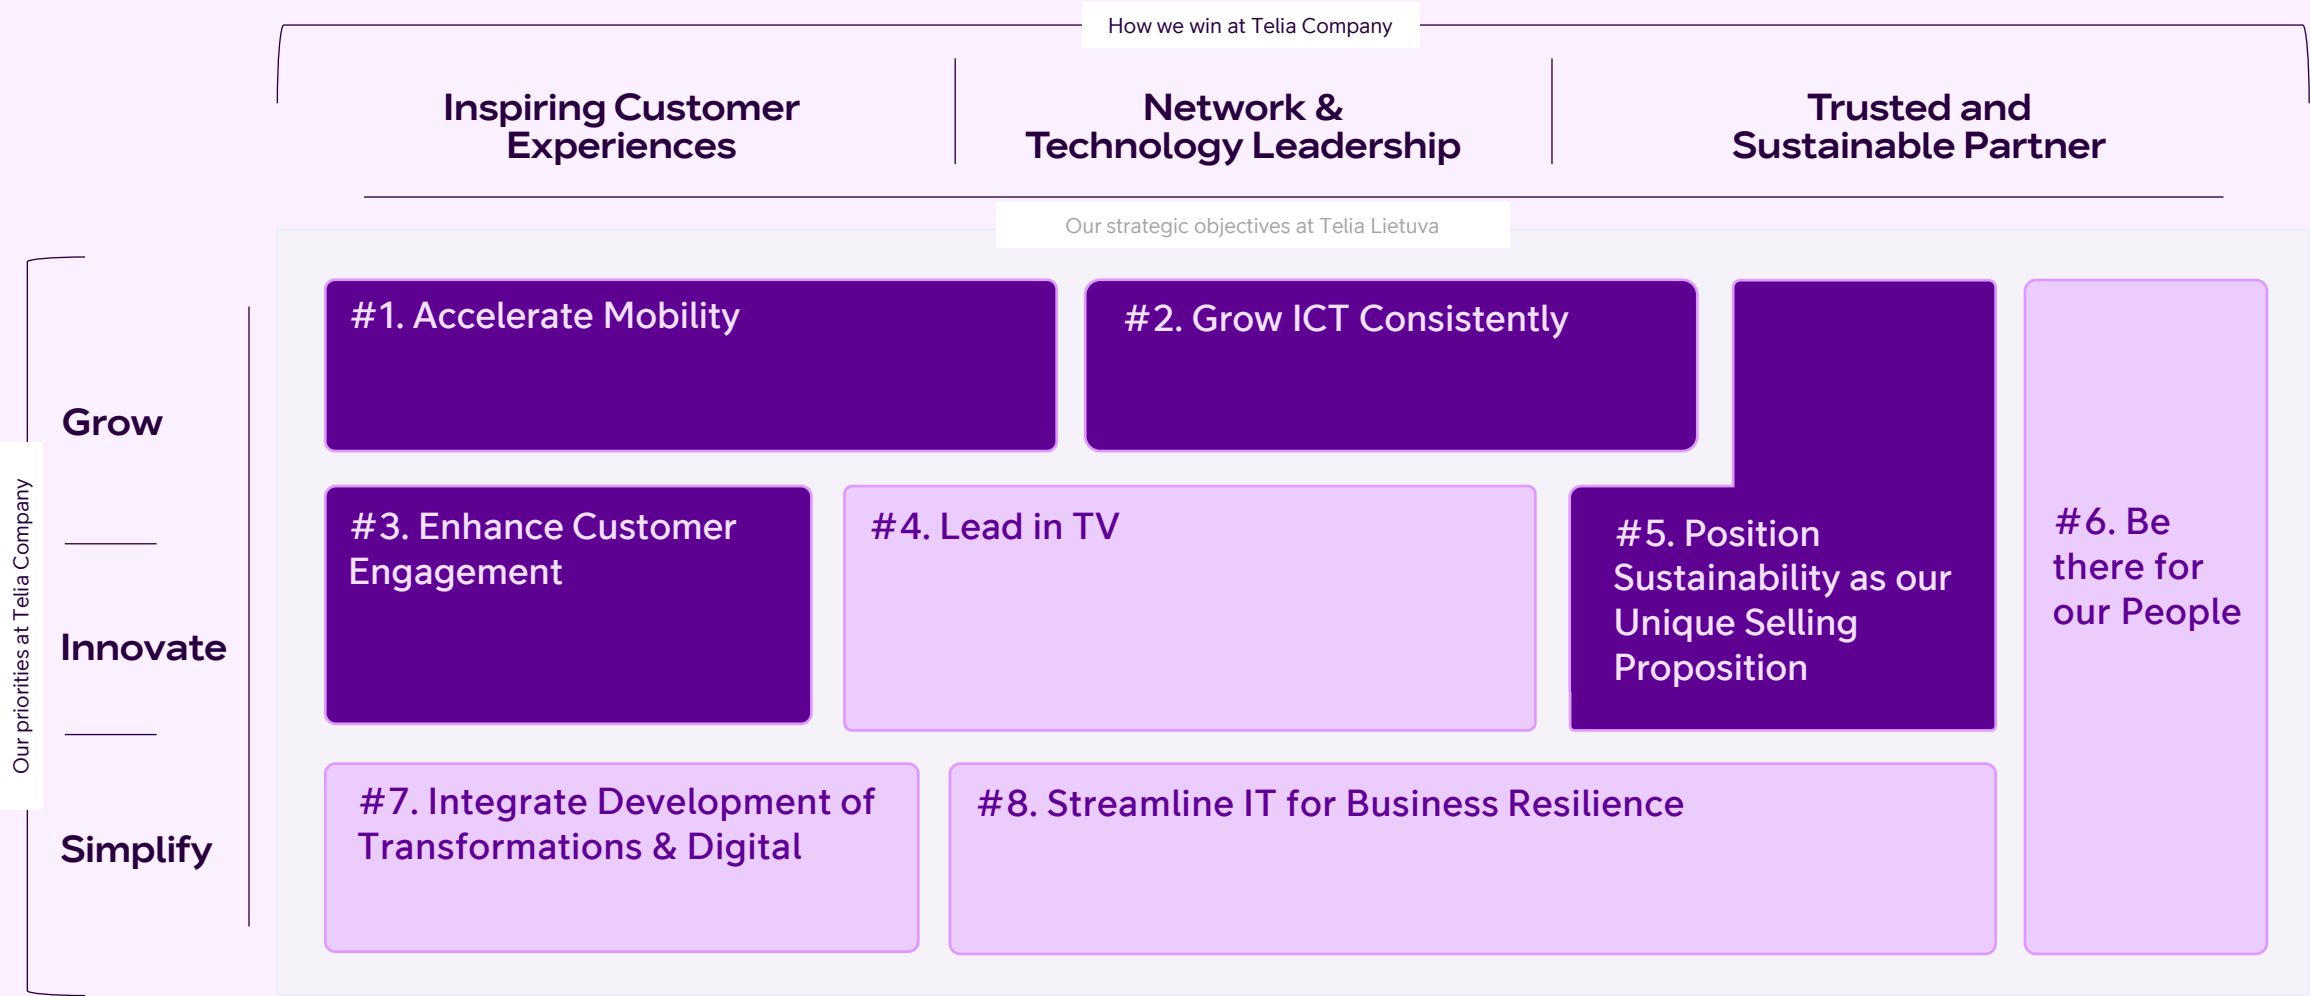 How we win at Telia Company
Inspiring Customer
Experiences
Network &
Technology Leadership
Trusted and
Sustainable Partner
Our strategic objectives at Telia Lietuva
Our priorities at Telia Company
Grow
Innovate
Simplify
#1. Accelerate Mobility
#2. Grow ICT Consistently
#3. Enhance Customer
Engagement
#4. Lead in TV
#5. Position
Sustainability as our
Unique Selling
Proposition
#6. Be
there for
our People
#7. Integrate Development of
Transformations & Digital
#8. Streamline IT for Business Resilience